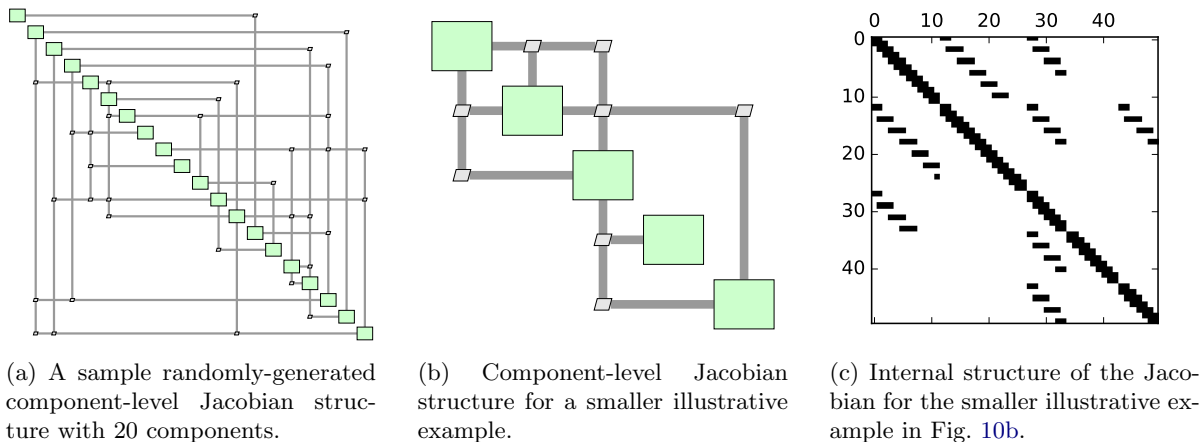 0 10 20 30 40
0
10
20
30
40
(a) A sample randomly-generated
component-level Jacobian struc-
ture with 20 components.
(b) Component-level Jacobian
structure for a smaller illustrative
example.
(c) Internal structure of the Jaco-
bian for the smaller illustrative ex-
ample in Fig. 10b.